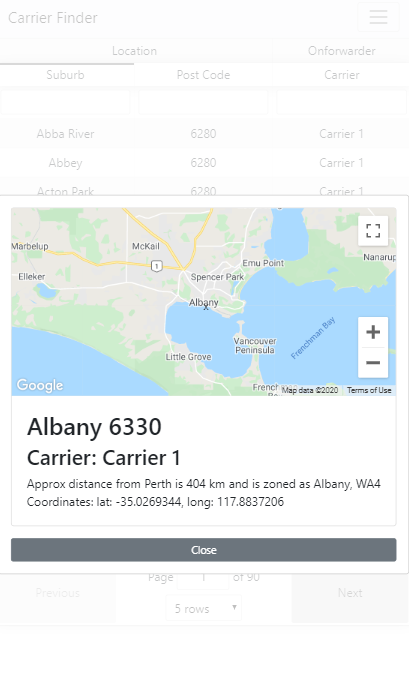 Carrier Finder
Location Onforwarder
Suburb Post Code Carrier
Abba River 6280 Carrier 1
Abbey 6280 Carrier 1
Acton Park 6280 Carrier 1
Marbelup
McKail
Nanarup
1
Emu Point
Elleker
Spencer Park
Albany
x
Frenchman Bay
Vancouver
Peninsula
Little Grove
Frenchman
Google
Map data ©2020 Terms of Use
Albany 6330
Carrier: Carrier 1
Approx distance from Perth is 404 km and is zoned as Albany, WA4
Coordinates: lat: -35.0269344, long: 117.8837206
Close
Previous Page 1 of 90 Next
5 rows